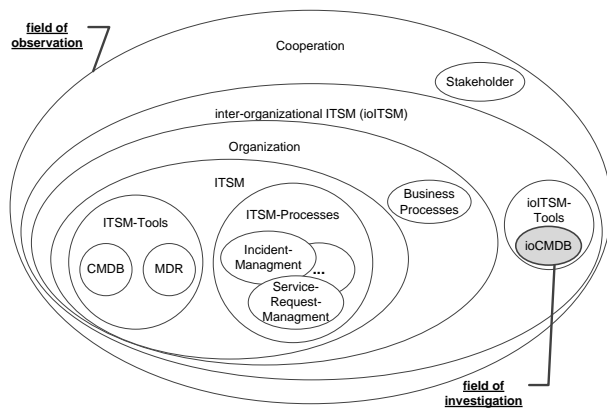 field of
observation
Cooperation
Stakeholder
inter-organizational ITSM (ioITSM)
Organization
ITSM
Business
Processes
ioITSM-
Tools
ioCMDB
ITSM-Tools
CMDB
MDR
ITSM-Processes
Incident-
Managment
...
Service-
Request-
Managment
field of
investigation